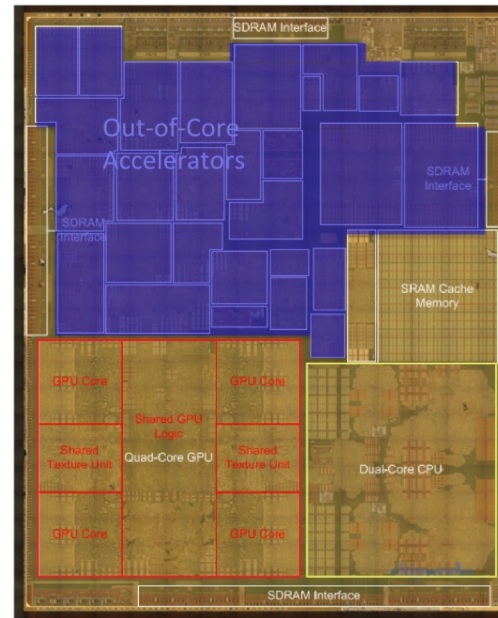 SDRAM Interface
Out-of-Core
Accelerators
SDRAM
Interface
SDRAM
Interface
SRAM Cache
Memory
GPU Core
GPU Core
Shared GPU
Logic
Shared
Texture Unit
Quad-Core GPU
Shared
Texture Unit
Dual-Core CPU
GPU Core
GPU Core
SDRAM Interface